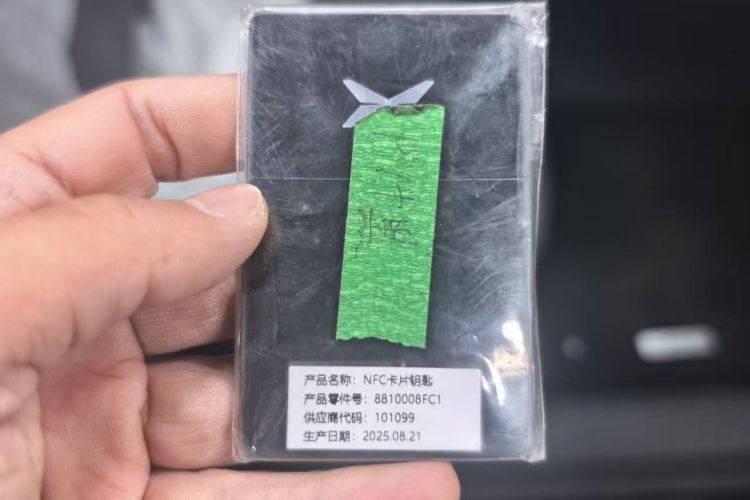 产品名称：NFC卡片钥匙
产品零件号：8810008FC1
供应商代码：101099
生产日期：2025.08.21